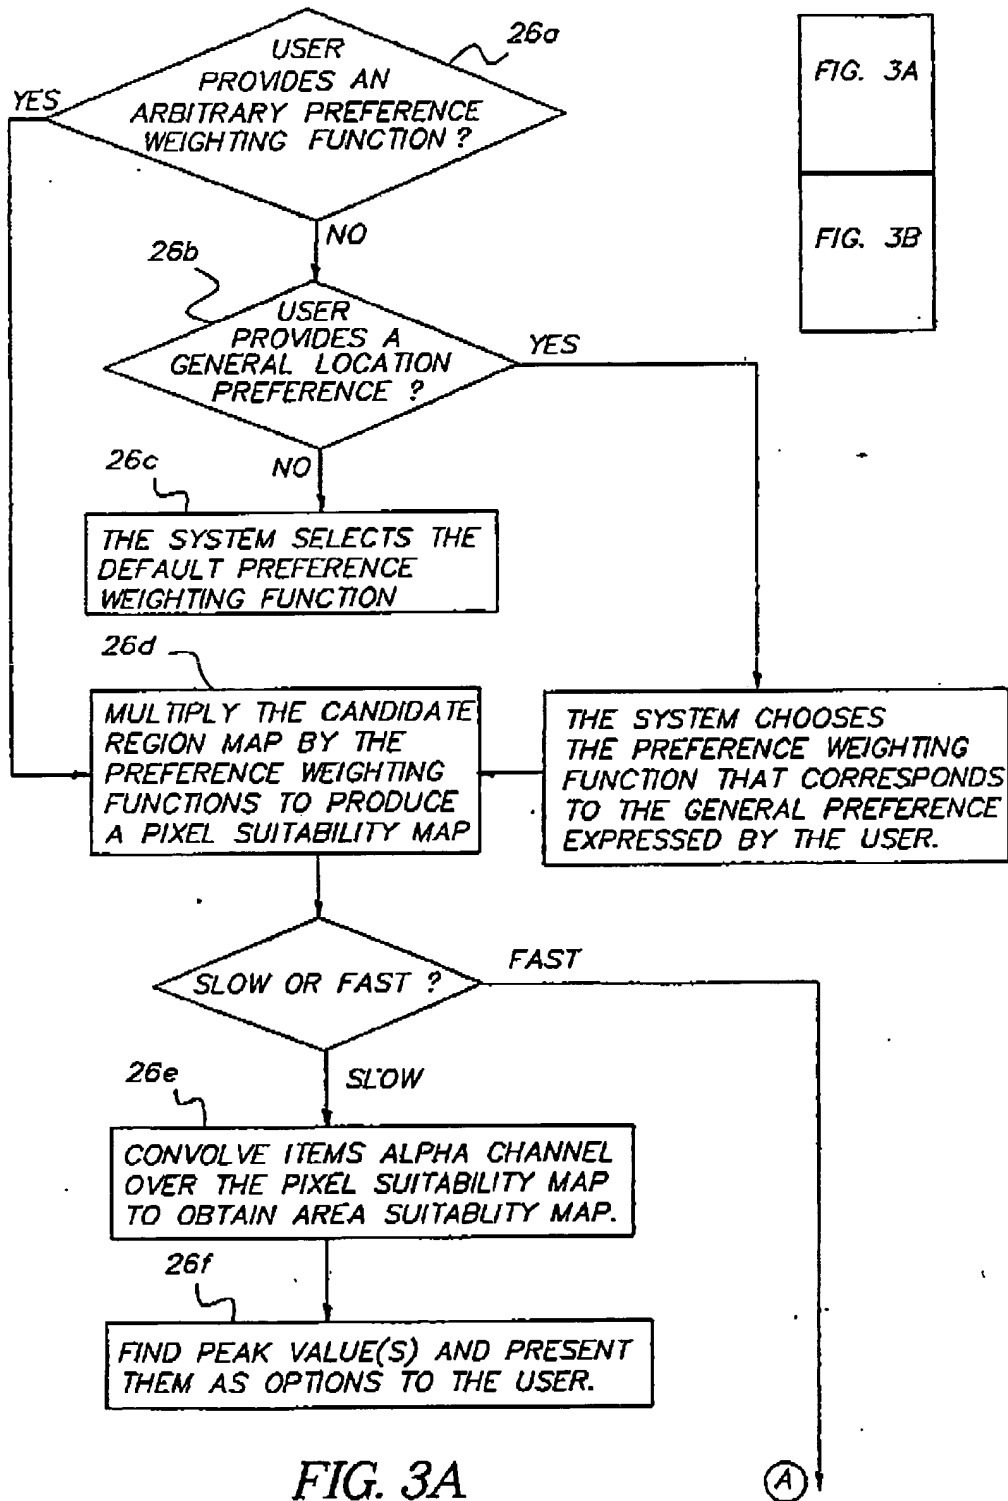 26a
USER
PROVIDES AN
ARBITRARY PREFERENCE
WEIGHTING FUNCTION ?
YES
NO
FIG. 3A
FIG. 3B
26b
USER
PROVIDES A
GENERAL LOCATION
PREFERENCE ?
YES
NO
26c
THE SYSTEM SELECTS THE
DEFAULT PREFERENCE
WEIGHTING FUNCTION
26d
MULTIPLY THE CANDIDATE
REGION MAP BY THE
PREFERENCE WEIGHTING
FUNCTIONS TO PRODUCE
A PIXEL SUITABILITY MAP
THE SYSTEM CHOOSES
THE PREFERENCE WEIGHTING
FUNCTION THAT CORRESPONDS
TO THE GENERAL PREFERENCE
EXPRESSED BY THE USER.
SLOW OR FAST ?
FAST
SLOW
26e
CONVOLVE ITEMS ALPHA CHANNEL
OVER THE PIXEL SUITABILITY MAP
TO OBTAIN AREA SUITABLITY MAP.
26f
FIND PEAK VALUE(S) AND PRESENT
THEM AS OPTIONS TO THE USER.
FIG. 3A
A